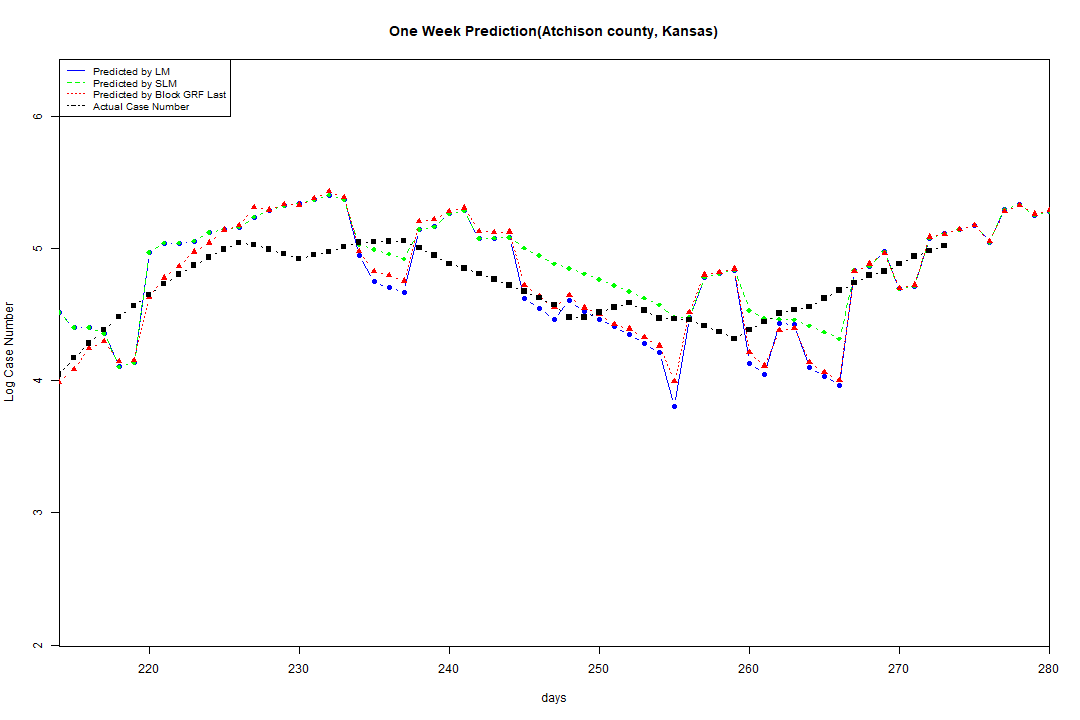 One Week Prediction(Atchison county, Kansas)
Predicted by LM
Predicted by SLM
Predicted by Block GRF Last
Actual Case Number
Log Case Number
6
5
4
3
2
220 230 240 250 260 270 280
days